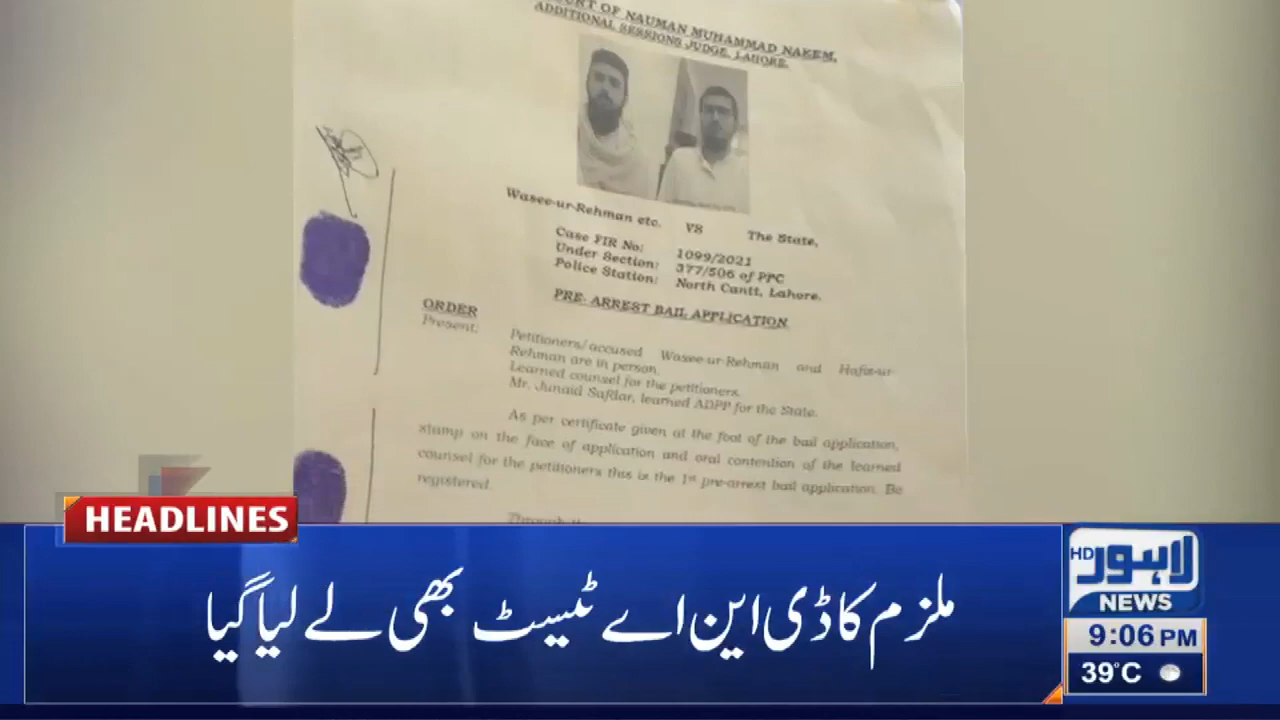 COURT OF NAUMAN MUHAMMAD NAEEM,
ADDITIONAL SESSIONS JUDGE, LAHORE.
Wasee-ur-Rehman etc. VS The State,
Case FIR No: 1099/2021
Under Section: 377/506 of PPC
Police Station: North Cantt, Lahore.
PRE- ARREST BAIL APPLICATION
ORDER
Present: Petitioners/accused Wasee-ur-Rehman and Hafiz-ur-
Rehman are in person.
Learned counsel for the petitioners.
Mr. Junaid Safdar, learned ADPP for the State.
As per certificate given at the foot of the bail application,
stamp on the face of application and oral contention of the learned
counsel for the petitioners this is the 1st pre-arrest bail application. Be
registered.
HEADLINES
ملزم کا ڈی این اے ٹیسٹ بھی لے لیا گیا
HD لاہور
NEWS
9:06 PM
39°C